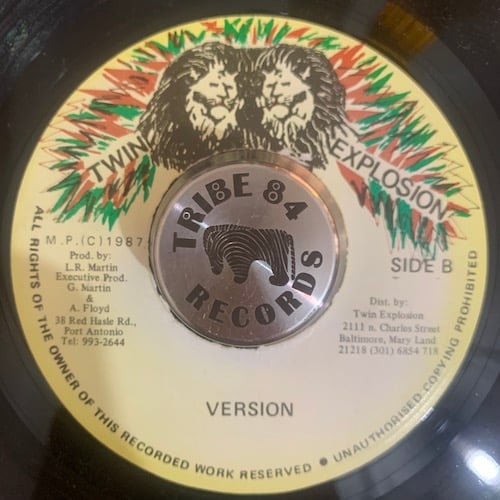 TWIN EXPLOSION
TRIBE 84
RECORDS
M.P.(C)1987
Prod. by:
L.R. Martin
Executive Prod.
G. Martin
&
A. Floyd
38 Red Hasle Rd.,
Port Antonio
Tel: 993-2644
SIDE B
Dist. by:
Twin Explosion
2111 n. Charles Street
Baltimore, Mary Land
21218 (301) 6854 718
VERSION
ALL RIGHTS OF THE OWNER OF THIS RECORDED WORK RESERVED • UNAUTHORISED COPYING PROHIBITED